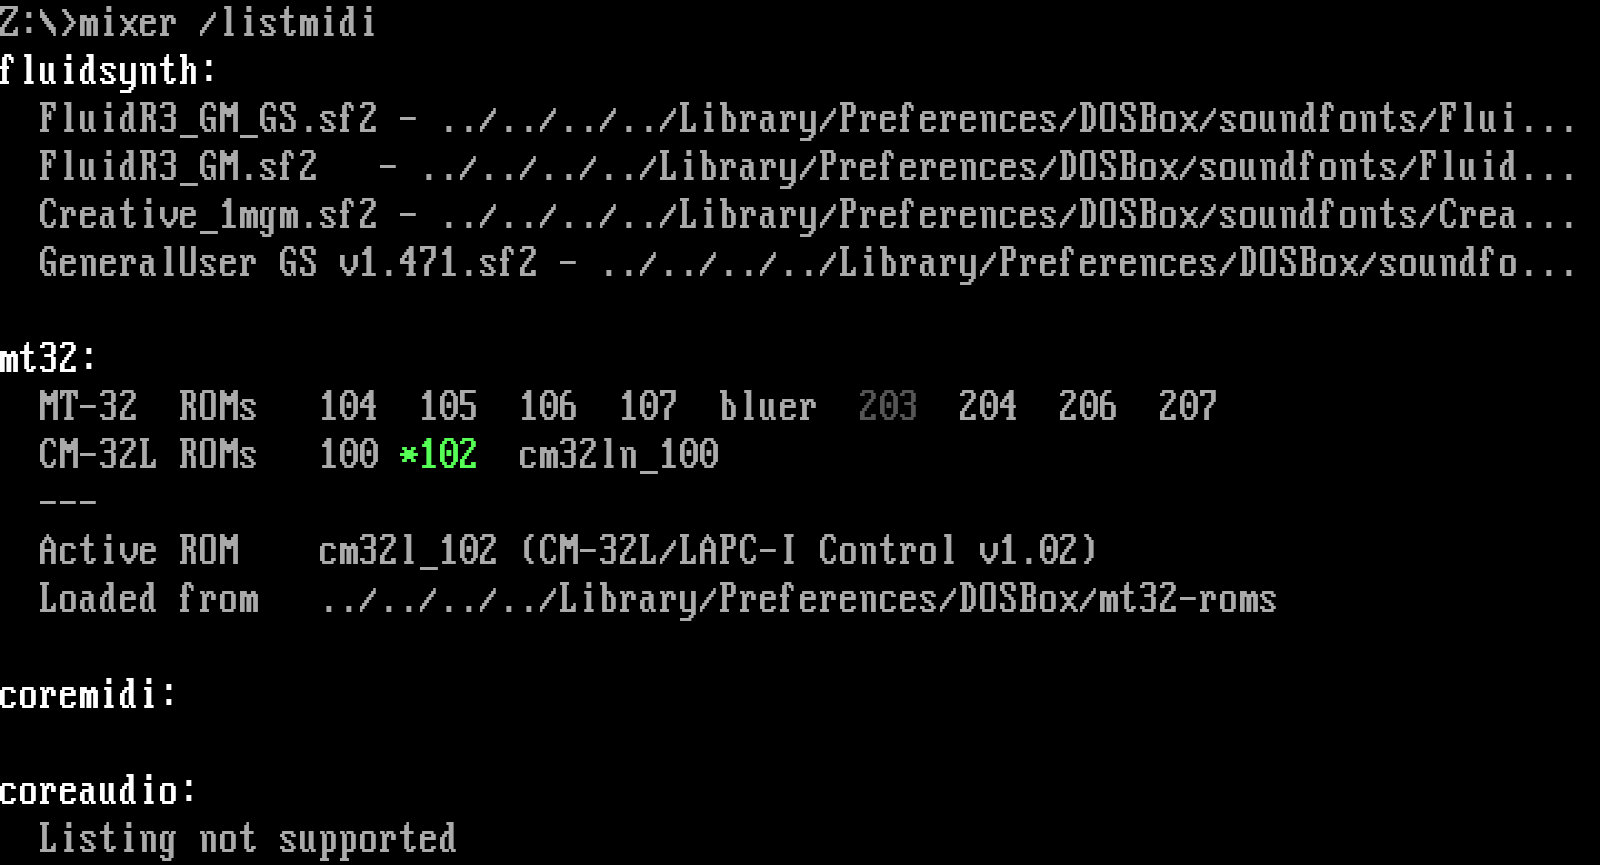 Z:\>mixer /listmidi
fluidsynth:
  FluidR3_GM_GS.sf2 - ../../../../Library/Preferences/DOSBox/soundfonts/Flui...
  FluidR3_GM.sf2   - ../../../../Library/Preferences/DOSBox/soundfonts/Fluid...
  Creative_1mgm.sf2 - ../../../../Library/Preferences/DOSBox/soundfonts/Crea...
  GeneralUser GS v1.471.sf2 - ../../../../Library/Preferences/DOSBox/soundfo...
mt32:
  MT-32  ROMs   104  105  106  107  bluer  203  204  206  207
  CM-32L ROMs   100 *102  cm32ln_100
  ---
  Active ROM    cm32l_102 (CM-32L/LAPC-I Control v1.02)
  Loaded from   ../../../../Library/Preferences/DOSBox/mt32-roms
coremidi:
coreaudio:
  Listing not supported